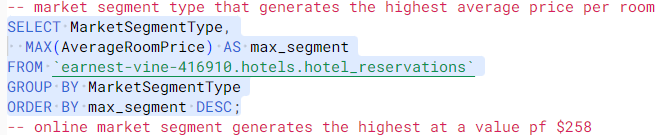 -- market segment type that generates the highest average price per room
SELECT MarketSegmentType,
  MAX(AverageRoomPrice) AS max_segment
FROM `earnest-vine-416910.hotels.hotel_reservations`
GROUP BY MarketSegmentType
ORDER BY max_segment DESC;
-- online market segment generates the highest at a value pf $258